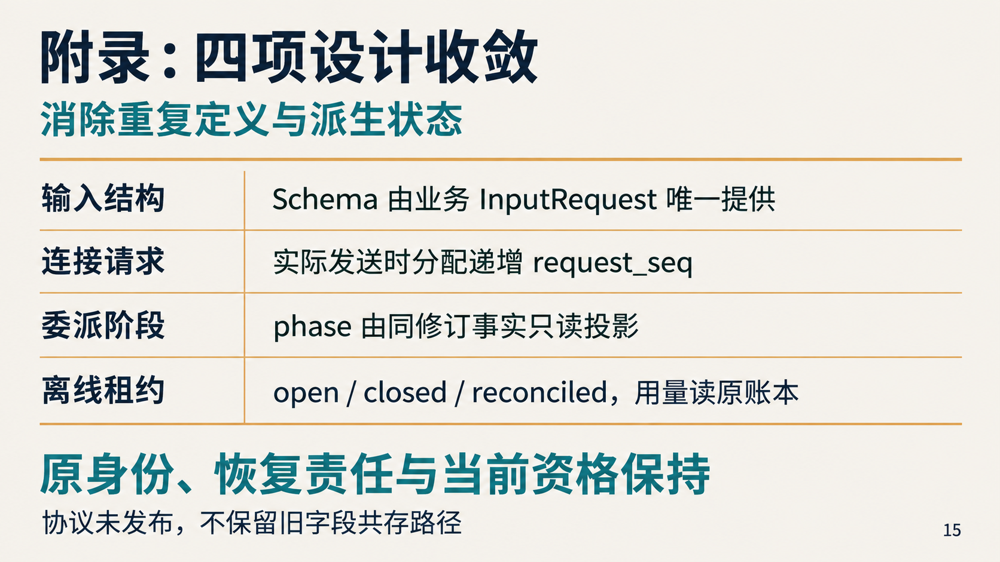 附录：四项设计收敛
消除重复定义与派生状态
输入结构 Schema 由业务 InputRequest 唯一提供
连接请求 实际发送时分配递增 request_seq
委派阶段 phase 由同修订事实只读投影
离线租约 open / closed / reconciled，用量读原账本
原身份、恢复责任与当前资格保持
协议未发布，不保留旧字段共存路径
15